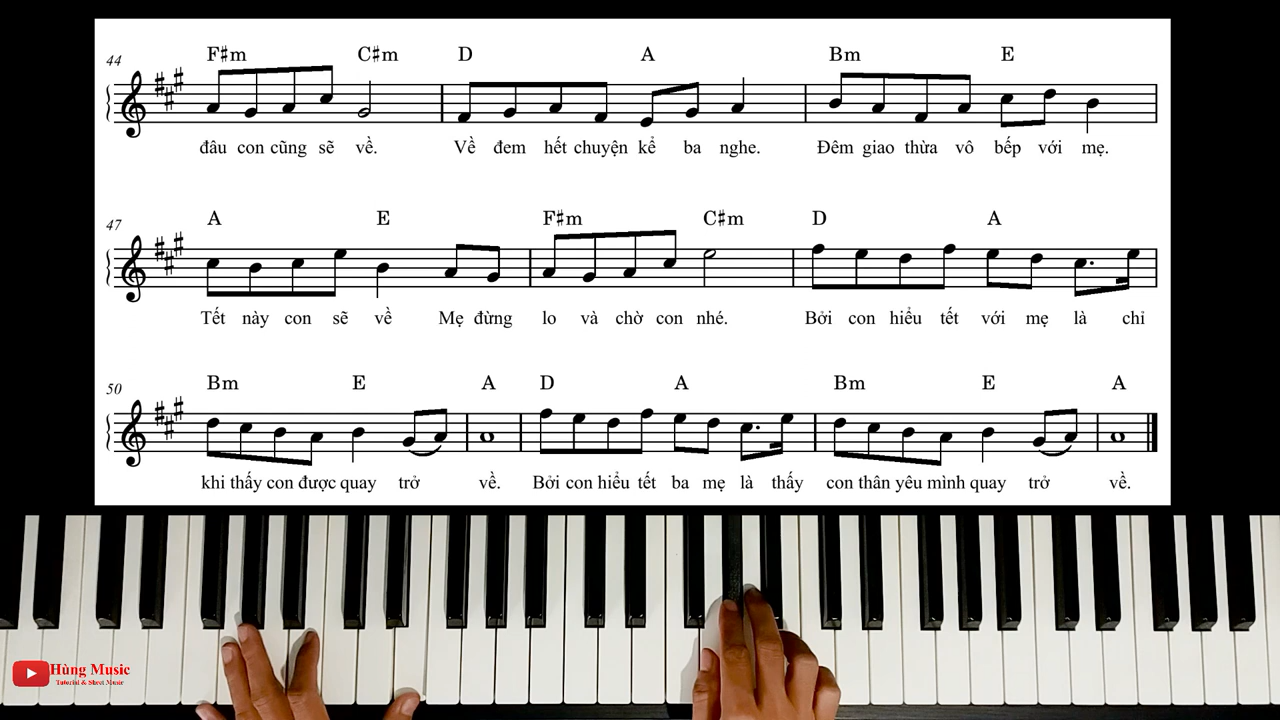 44 F♯m C♯m D A Bm E
đâu con cũng sẽ về. Về đem hết chuyện kể ba nghe. Đêm giao thừa vô bếp với mẹ.
47 A E F♯m C♯m D A
Tết này con sẽ về Mẹ đừng lo và chờ con nhé. Bởi con hiểu tết với mẹ là chỉ
50 Bm E A D A Bm E A
khi thấy con được quay trở về. Bởi con hiểu tết ba mẹ là thấy con thân yêu mình quay trở về.
Hùng Music
Tutorial & Sheet Music